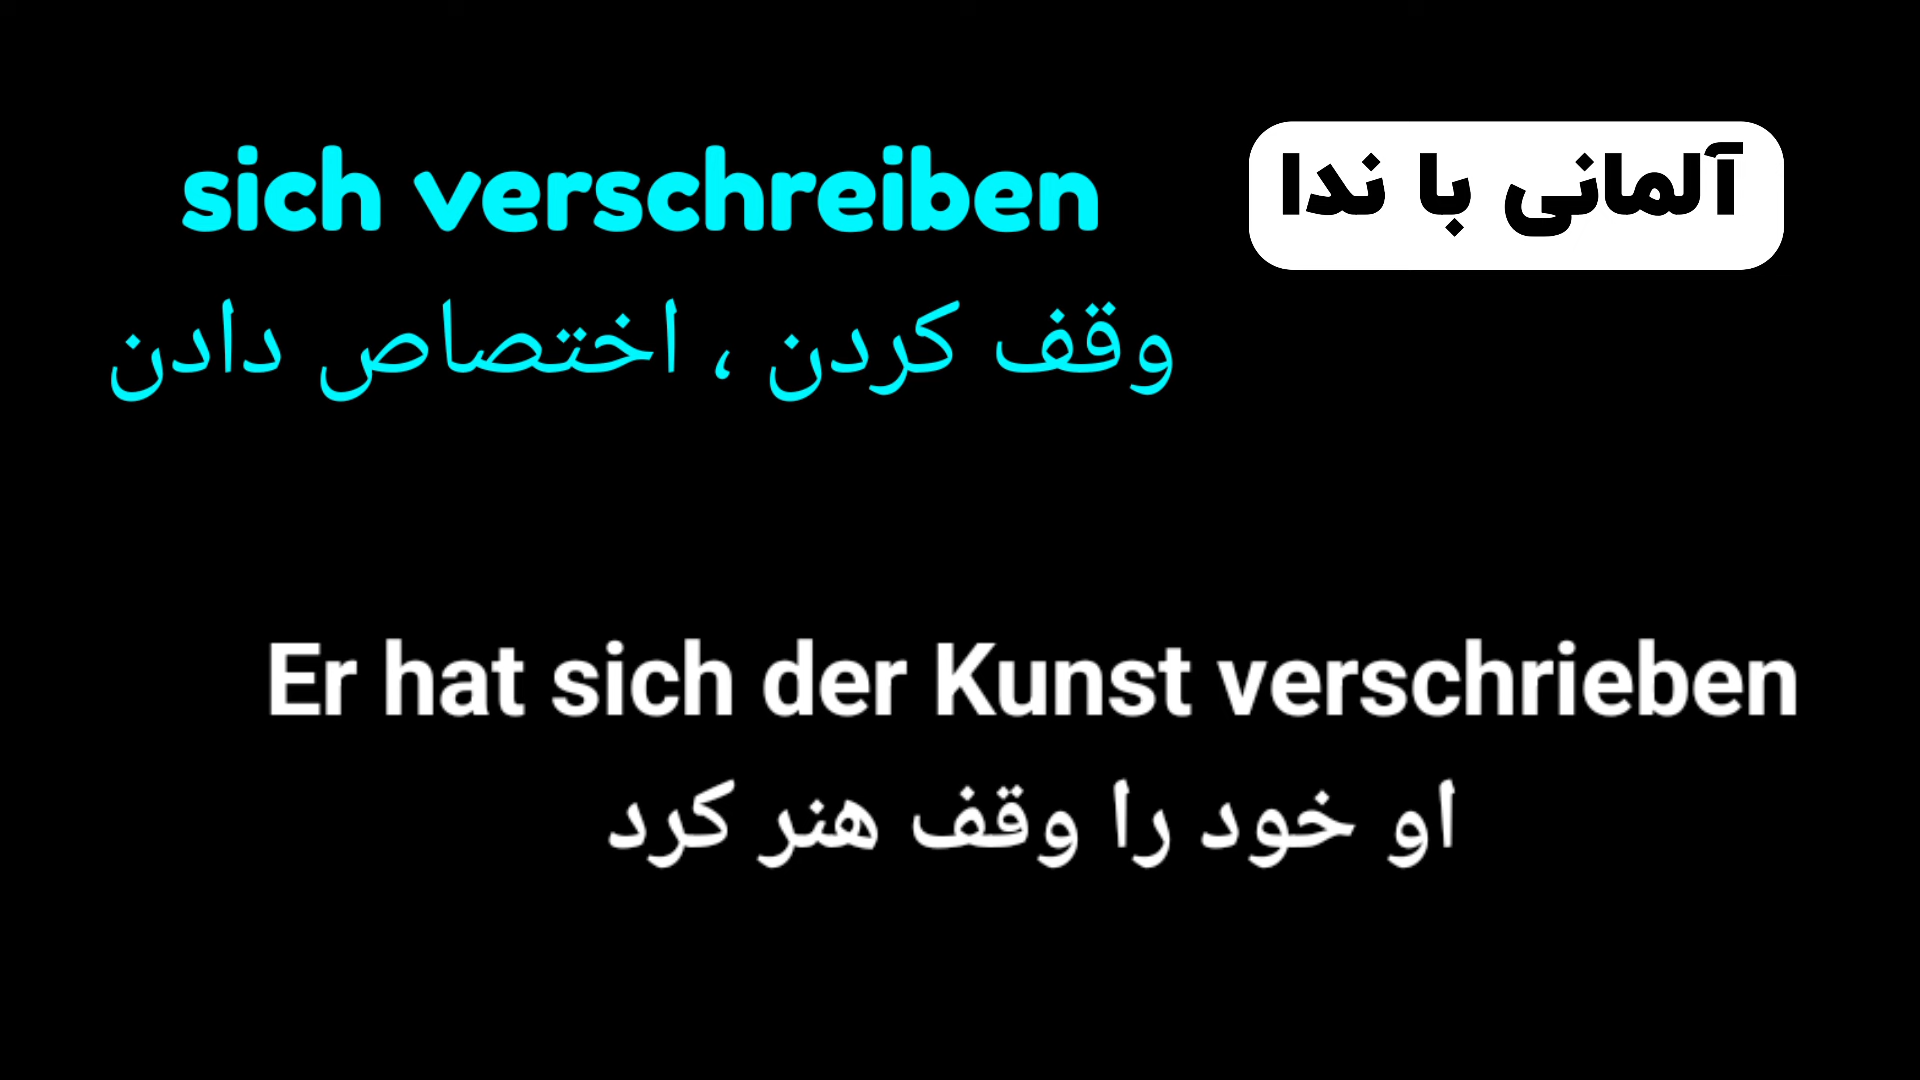 sich verschreiben
آلمانی با ندا
وقف کردن ، اختصاص دادن
Er hat sich der Kunst verschrieben
او خود را وقف هنر کرد